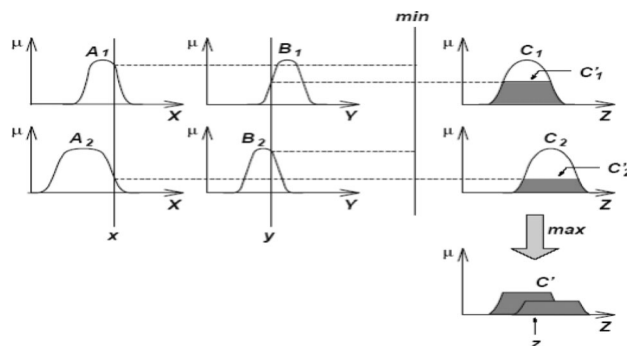 min
μ A₁ X
μ B₁ Y
μ C₁ C'₁ Z
μ A₂ X
μ B₂ Y
μ C₂ C'₂ Z
x y
max
μ C' Z
z